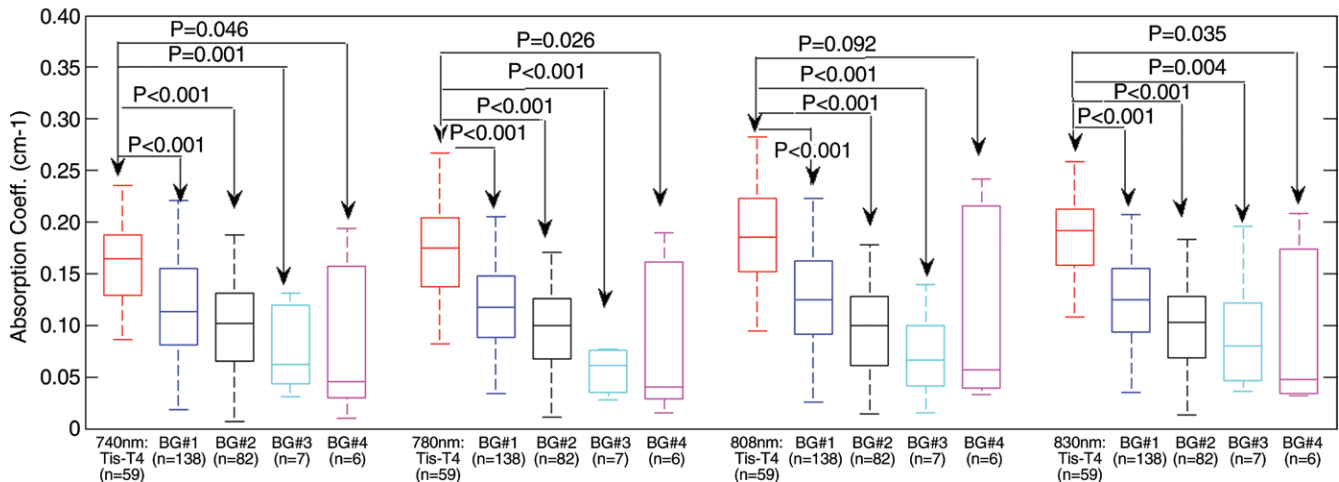 0.40
0.35
0.30
0.25
0.20
0.15
0.10
0.05
0
Absorption Coeff. (cm-1)
P=0.046
P=0.001
P<0.001
P<0.001
P=0.026
P<0.001
P<0.001
P<0.001
P=0.092
P<0.001
P<0.001
P<0.001
P=0.035
P=0.004
P<0.001
P<0.001
740nm: BG#1 BG#2 BG#3 BG#4 780nm: BG#1 BG#2 BG#3 BG#4 808nm: BG#1 BG#2 BG#3 BG#4 830nm: BG#1 BG#2 BG#3 BG#4
Tis-T4 (n=138) (n=82) (n=7) (n=6) Tis-T4 (n=138) (n=82) (n=7) (n=6) Tis-T4 (n=138) (n=82) (n=7) (n=6) Tis-T4 (n=138) (n=82) (n=7) (n=6)
(n=59) (n=59) (n=59) (n=59)